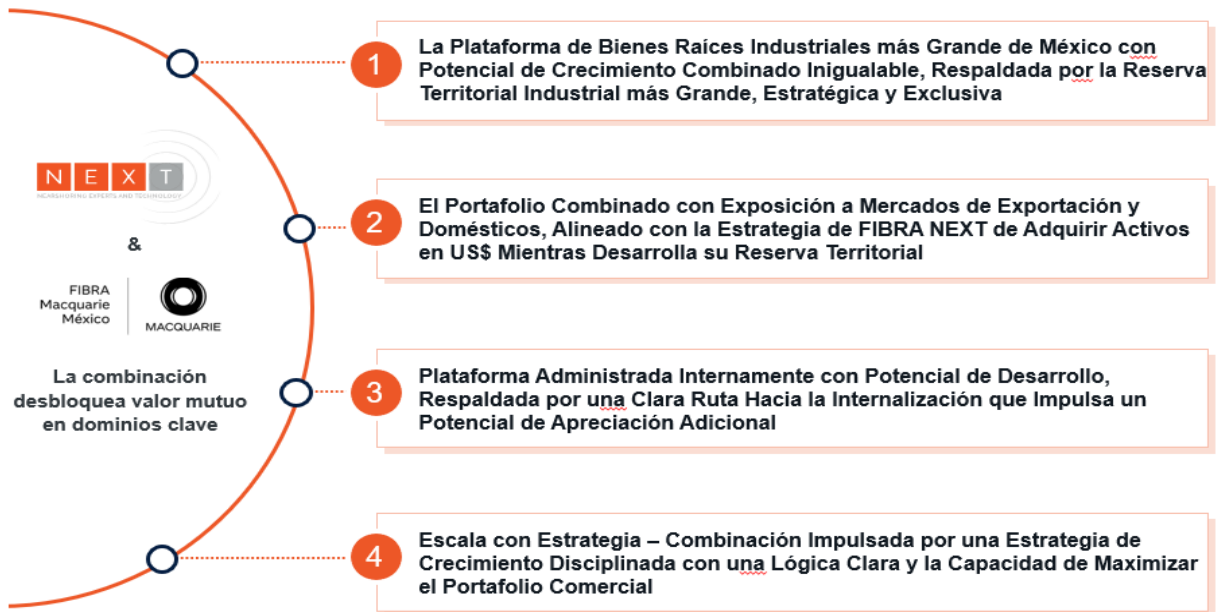 NEXT
NEARSHORING EXPERTS AND TECHNOLOGY
&
FIBRA
Macquarie
México
MACQUARIE
La combinación
desbloquea valor mutuo
en dominios clave
1
La Plataforma de Bienes Raíces Industriales más Grande de México con
Potencial de Crecimiento Combinado Inigualable, Respaldada por la Reserva
Territorial Industrial más Grande, Estratégica y Exclusiva
2
El Portafolio Combinado con Exposición a Mercados de Exportación y
Domésticos, Alineado con la Estrategia de FIBRA NEXT de Adquirir Activos
en US$ Mientras Desarrolla su Reserva Territorial
3
Plataforma Administrada Internamente con Potencial de Desarrollo,
Respaldada por una Clara Ruta Hacia la Internalización que Impulsa un
Potencial de Apreciación Adicional
4
Escala con Estrategia – Combinación Impulsada por una Estrategia de
Crecimiento Disciplinada con una Lógica Clara y la Capacidad de Maximizar
el Portafolio Comercial